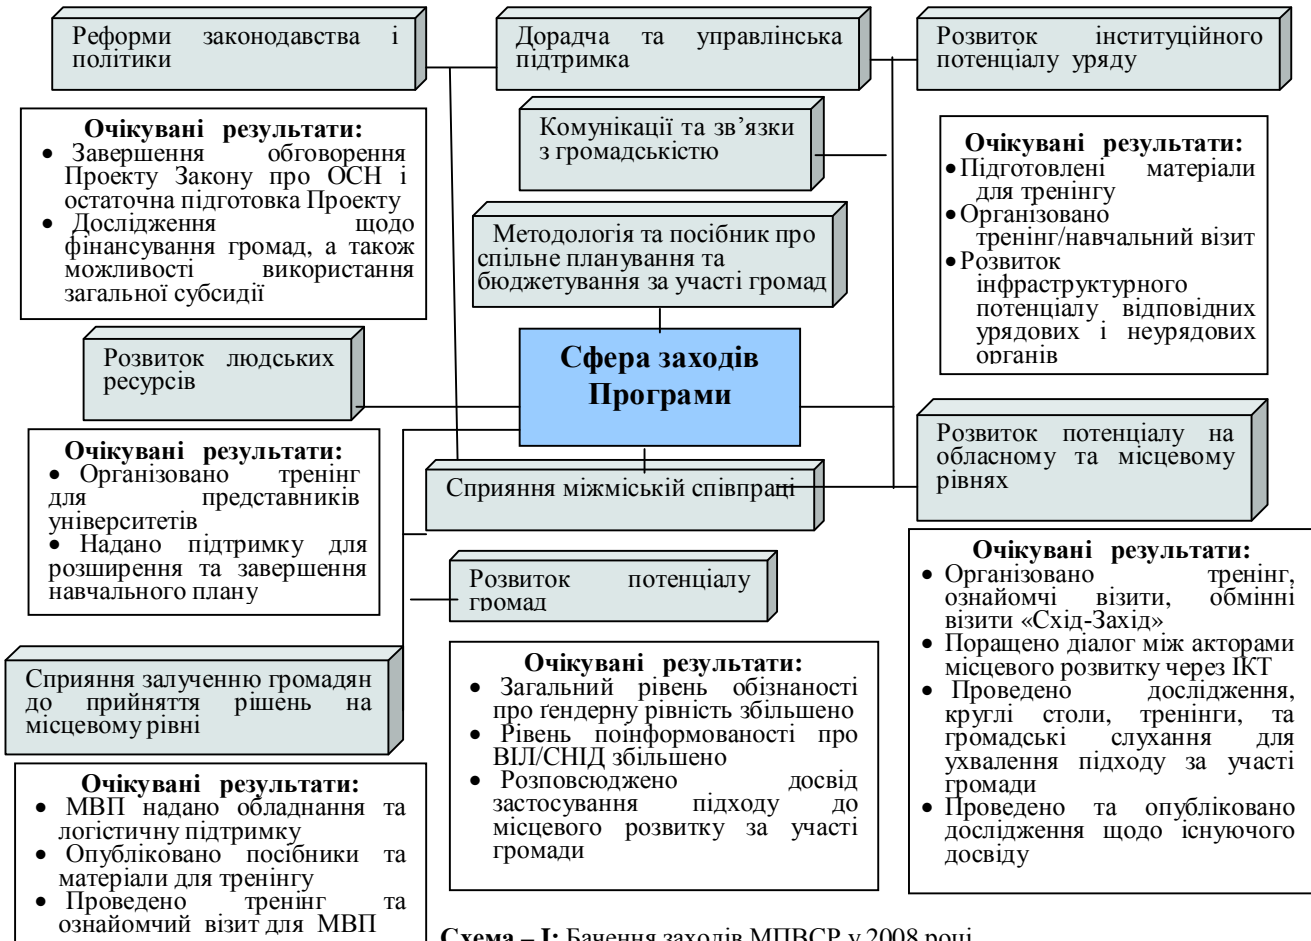 Реформи законодавства і
політики
Дорадча та управлінська
підтримка
Розвиток інституційного
потенціалу уряду
Очікувані результати:
• Завершення обговорення
Проекту Закону про ОСН і
остаточна підготовка Проекту
• Дослідження щодо
фінансування громад, а також
можливості використання
загальної субсидії
Комунікації та зв’язки
з громадськістю
Очікувані результати:
• Підготовлені матеріали
для тренінгу
• Організовано
тренінг/навчальний візит
• Розвиток
інфраструктурного
потенціалу відповідних
урядових і неурядових
органів
Методологія та посібник про
спільне планування та
бюджетування за участі громад
Розвиток людських
ресурсів
Сфера заходів
Програми
Розвиток потенціалу на
обласному та місцевому
рівнях
Очікувані результати:
• Організовано тренінг
для представників
університетів
• Надано підтримку для
розширення та завершення
навчального плану
Сприяння міжміській співпраці
Розвиток потенціалу
громад
Очікувані результати:
• Організовано тренінг,
ознайомчі візити, обмінні
візити «Схід-Захід»
• Поращено діалог між акторами
місцевого розвитку через ІКТ
• Проведено дослідження,
круглі столи, тренінги, та
громадські слухання для
ухвалення підходу за участі
громади
• Проведено та опубліковано
дослідження щодо існуючого
досвіду
Сприяння залученню громадян
до прийняття рішень на
місцевому рівні
Очікувані результати:
• Загальний рівень обізнаності
про ґендерну рівність збільшено
• Рівень поінформованості про
ВІЛ/СНІД збільшено
• Розповсюджено досвід
застосування підходу до
місцевого розвитку за участі
громади
Очікувані результати:
• МВП надано обладнання та
логістичну підтримку
• Опубліковано посібники та
матеріали для тренінгу
• Проведено тренінг та
ознайомчий візит для МВП
Схема – І: Бачення заходів МПВСР у 2008 році